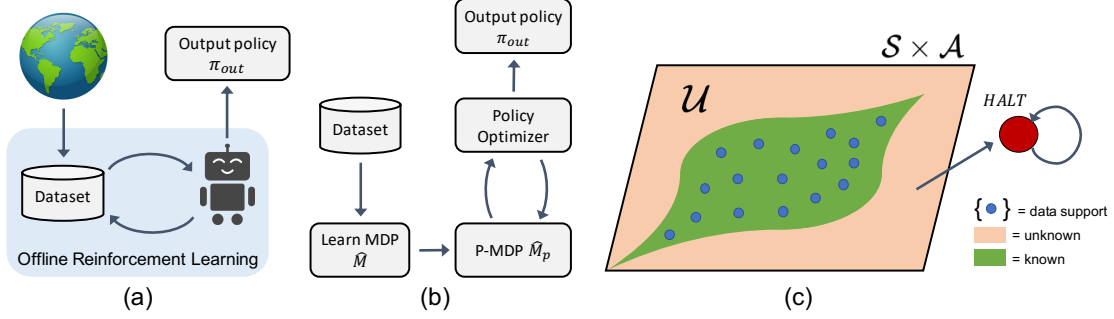 Output policy
π_out
Dataset
Offline Reinforcement Learning
(a)
Output policy
π_out
Dataset
Policy
Optimizer
Learn MDP
M̂
P-MDP M̂_p
(b)
S × A
U
HALT
{ } = data support
= unknown
= known
(c)